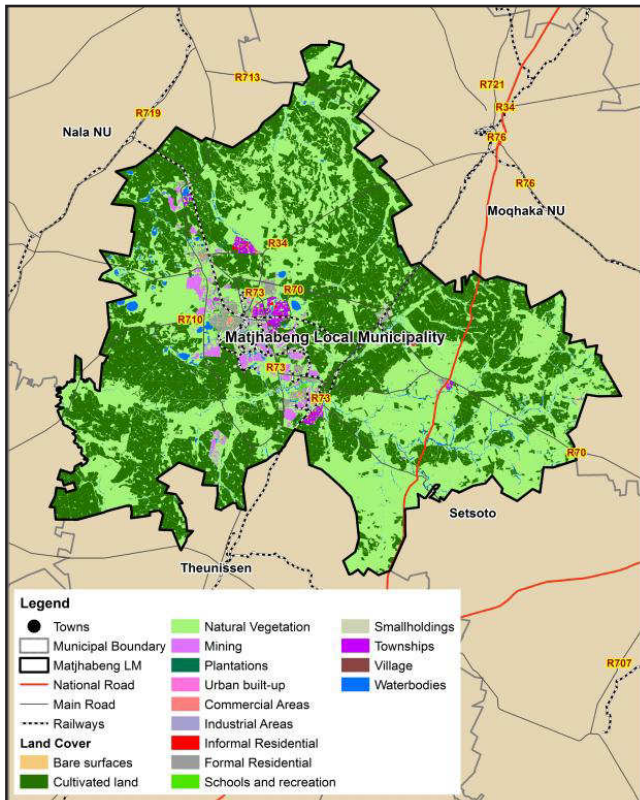 R713
R721
R34
R719
Nala NU
R76
R76
Moqhaka NU
R34
R73
R70
R710
Matjhabeng Local Municipality
R73
R73
R70
Setsoto
Theunissen
R707
Legend
Towns
Municipal Boundary
Matjhabeng LM
National Road
Main Road
Railways
Land Cover
Bare surfaces
Cultivated land
Natural Vegetation
Mining
Plantations
Urban built-up
Commercial Areas
Industrial Areas
Informal Residential
Formal Residential
Schools and recreation
Smallholdings
Townships
Village
Waterbodies